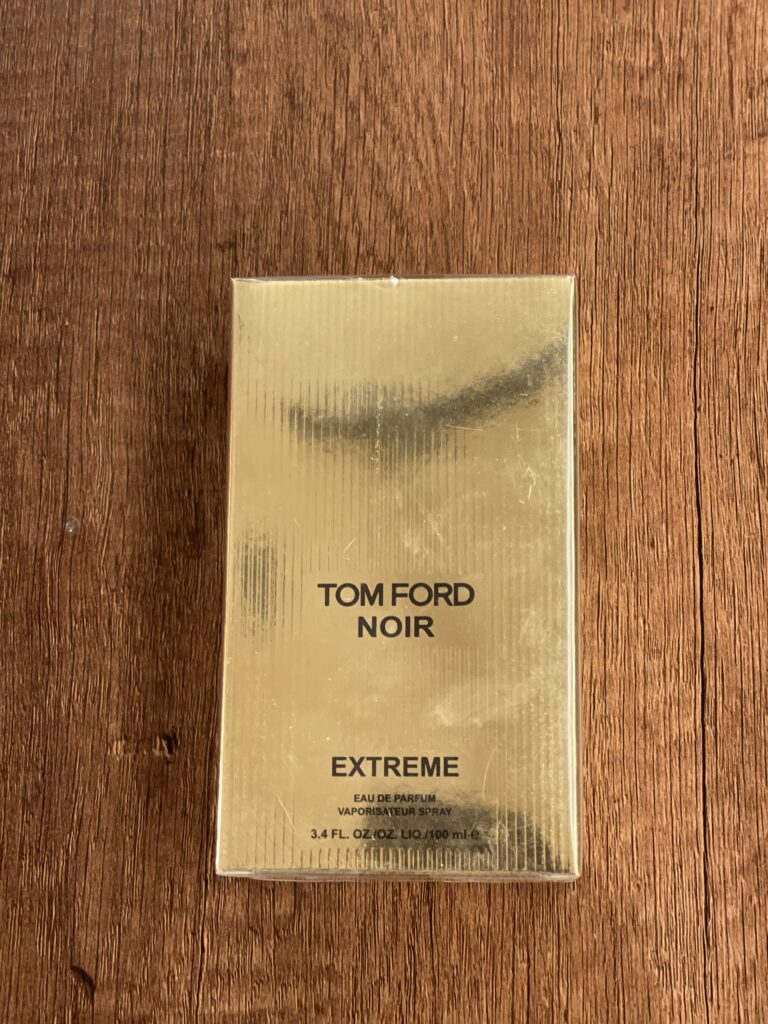 TOM FORD
NOIR
EXTREME
EAU DE PARFUM
VAPORISATEUR SPRAY
3.4 FL. OZ./OZ. LIQ./100 ml ℮